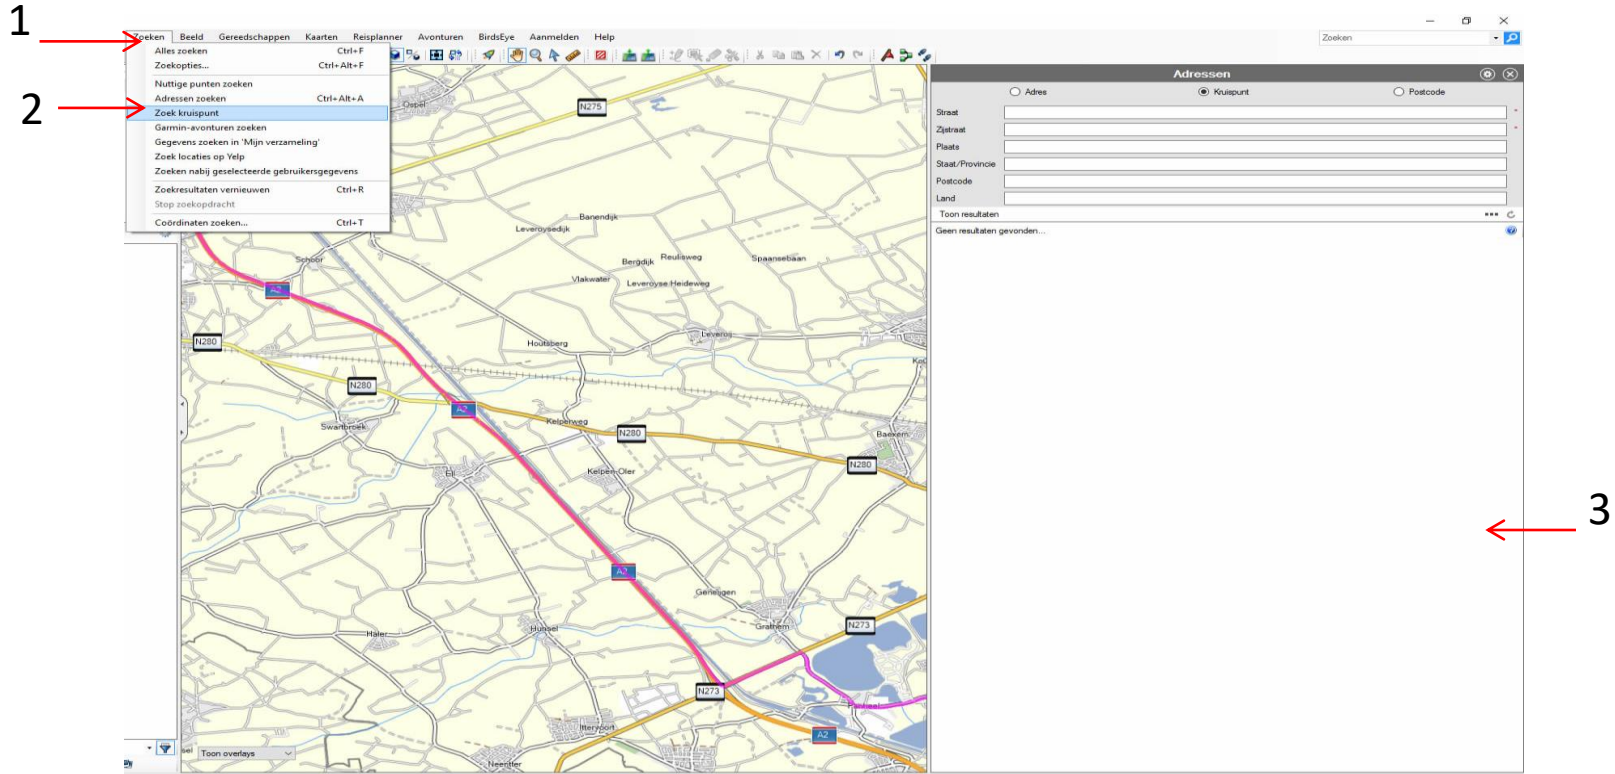 1
2
3
Zoeken Beeld Gereedschappen Kaarten Reisplanner Avonturen BirdsEye Aanmelden Help
Zoeken
Alles zoeken Ctrl+F
Zoekopties... Ctrl+Alt+F
Nuttige punten zoeken
Adressen zoeken Ctrl+Alt+A
Zoek kruispunt
Garmin-avonturen zoeken
Gegevens zoeken in 'Mijn verzameling'
Zoek locaties op Yelp
Zoeken nabij geselecteerde gebruikersgegevens
Zoekresultaten vernieuwen Ctrl+R
Stop zoekopdracht
Coördinaten zoeken... Ctrl+T
Adressen
Adres Kruispunt Postcode
Straat *
Zijstraat *
Plaats
Staat/Provincie
Postcode
Land
Toon resultaten
Geen resultaten gevonden...
Ospel
N275
Banendijk
Leveroysedijk
Schoor
Bergdijk Reulisweg Spaansebaan
Vlakwater Leveroyse Heideweg
A2
N280
Houtsberg
Leveroij
N280
A2
Swartbroek
Kelperweg
N280
Baexem
N280
Ell
Kelpen-Oler
A2
Geneijgen
Grathem
N273
Haler
Hunsel
N273
A2
Ittervoort
Toon overlays
Neeritter